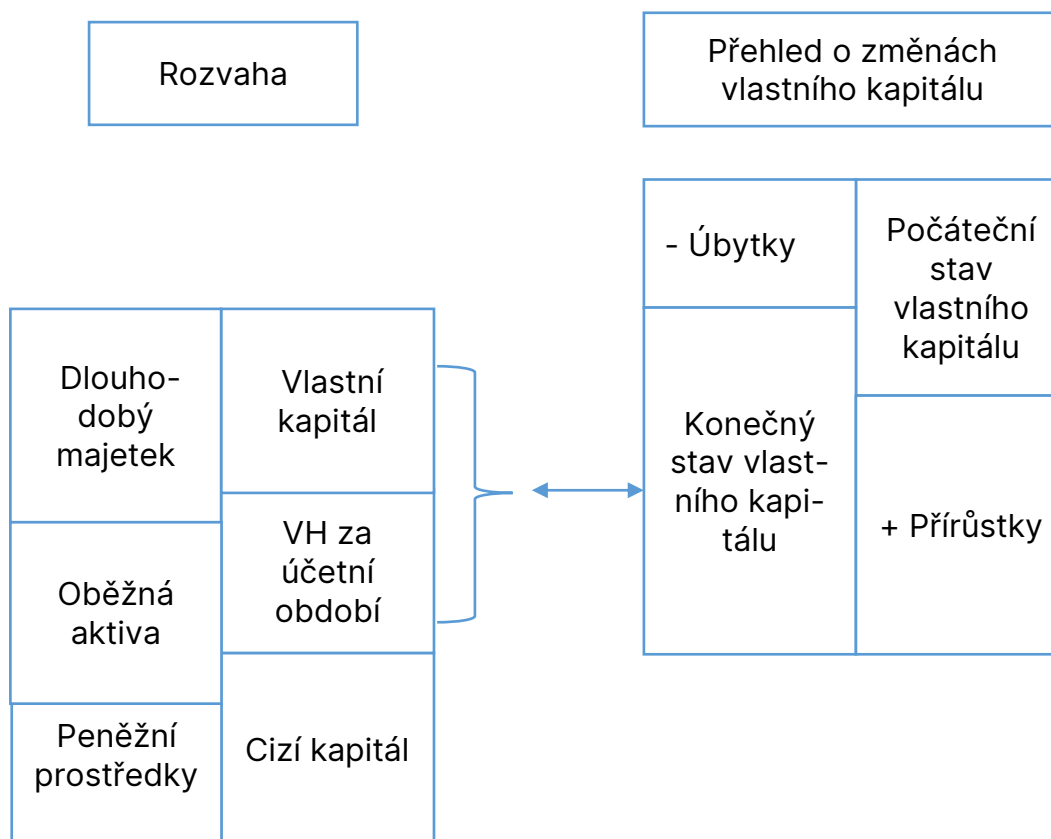 Rozvaha
Přehled o změnách
vlastního kapitálu
Dlouho-
dobý
majetek
Oběžná
aktiva
Peněžní
prostředky
Vlastní
kapitál
VH za
účetní
období
Cizí kapitál
- Úbytky
Konečný
stav vlast-
ního kapi-
tálu
Počáteční
stav
vlastního
kapitálu
+ Přírůstky